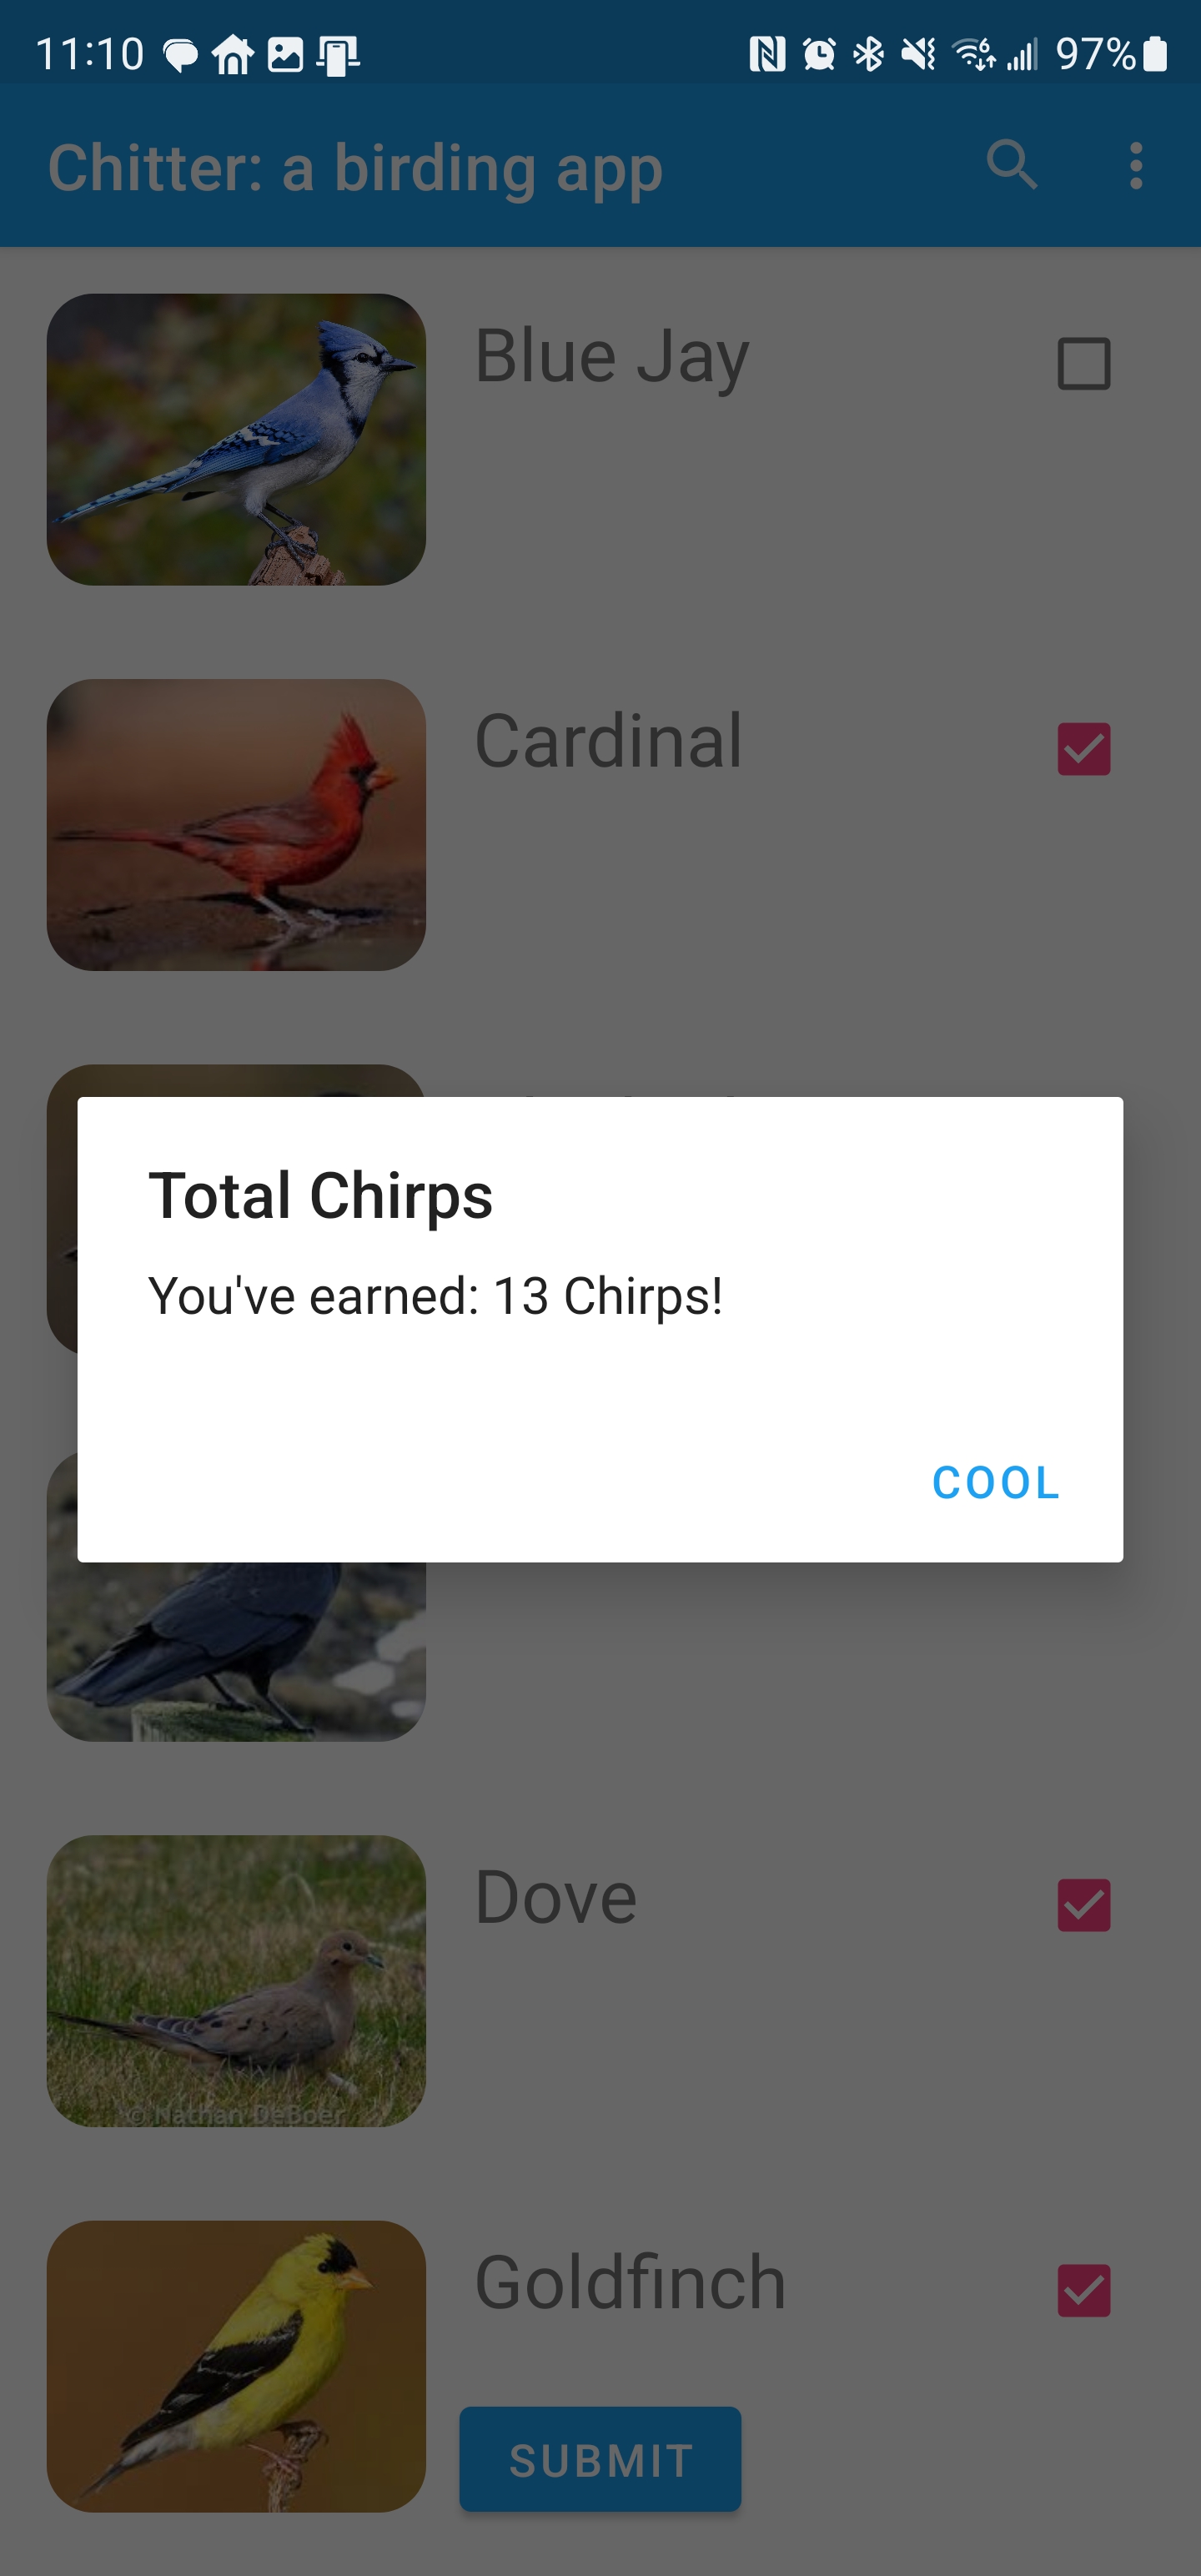 11:10 97%
Chitter: a birding app
Blue Jay
Cardinal
Total Chirps
You've earned: 13 Chirps!
COOL
Dove
© Nathan DeBoer
Goldfinch
SUBMIT